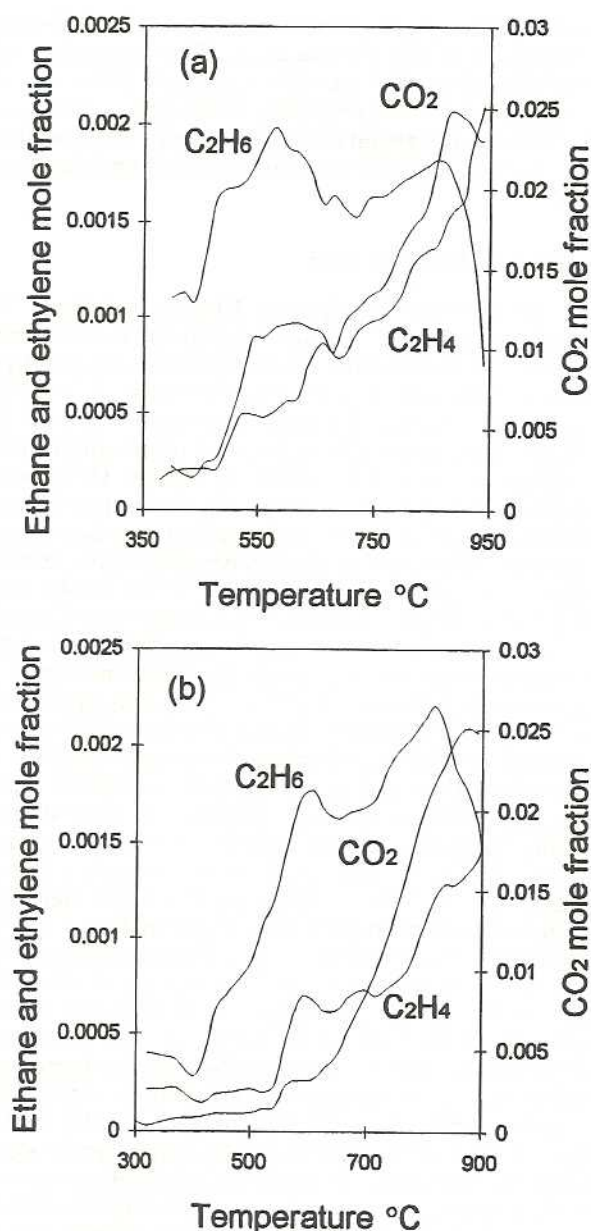 (a)
Ethane and ethylene mole fraction
CO2 mole fraction
0.0025
0.002
0.0015
0.001
0.0005
0
0.03
0.025
0.02
0.015
0.01
0.005
0
C2H6
CO2
C2H4
350
550
750
950
Temperature °C
(b)
Ethane and ethylene mole fraction
CO2 mole fraction
0.0025
0.002
0.0015
0.001
0.0005
0
0.03
0.025
0.02
0.015
0.01
0.005
0
C2H6
CO2
C2H4
300
500
700
900
Temperature °C